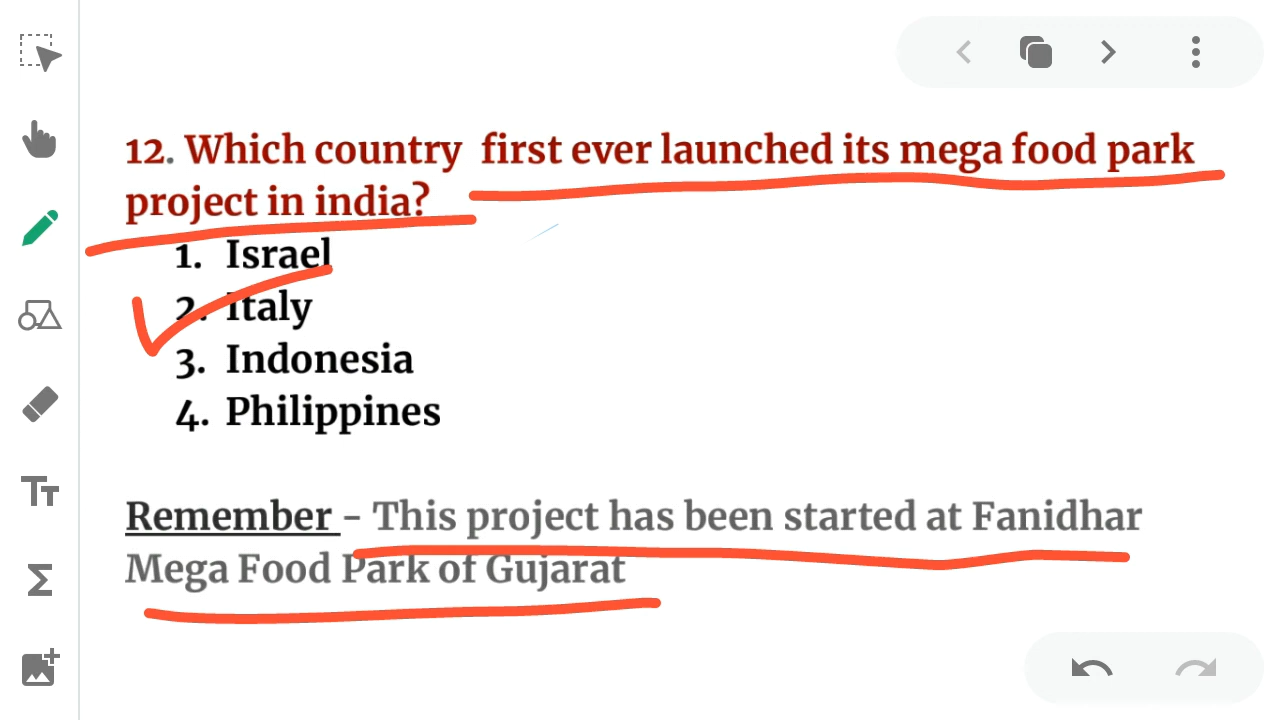 12. Which country first ever launched its mega food park
project in india?
1. Israel
2. Italy
3. Indonesia
4. Philippines
Remember - This project has been started at Fanidhar
Mega Food Park of Gujarat